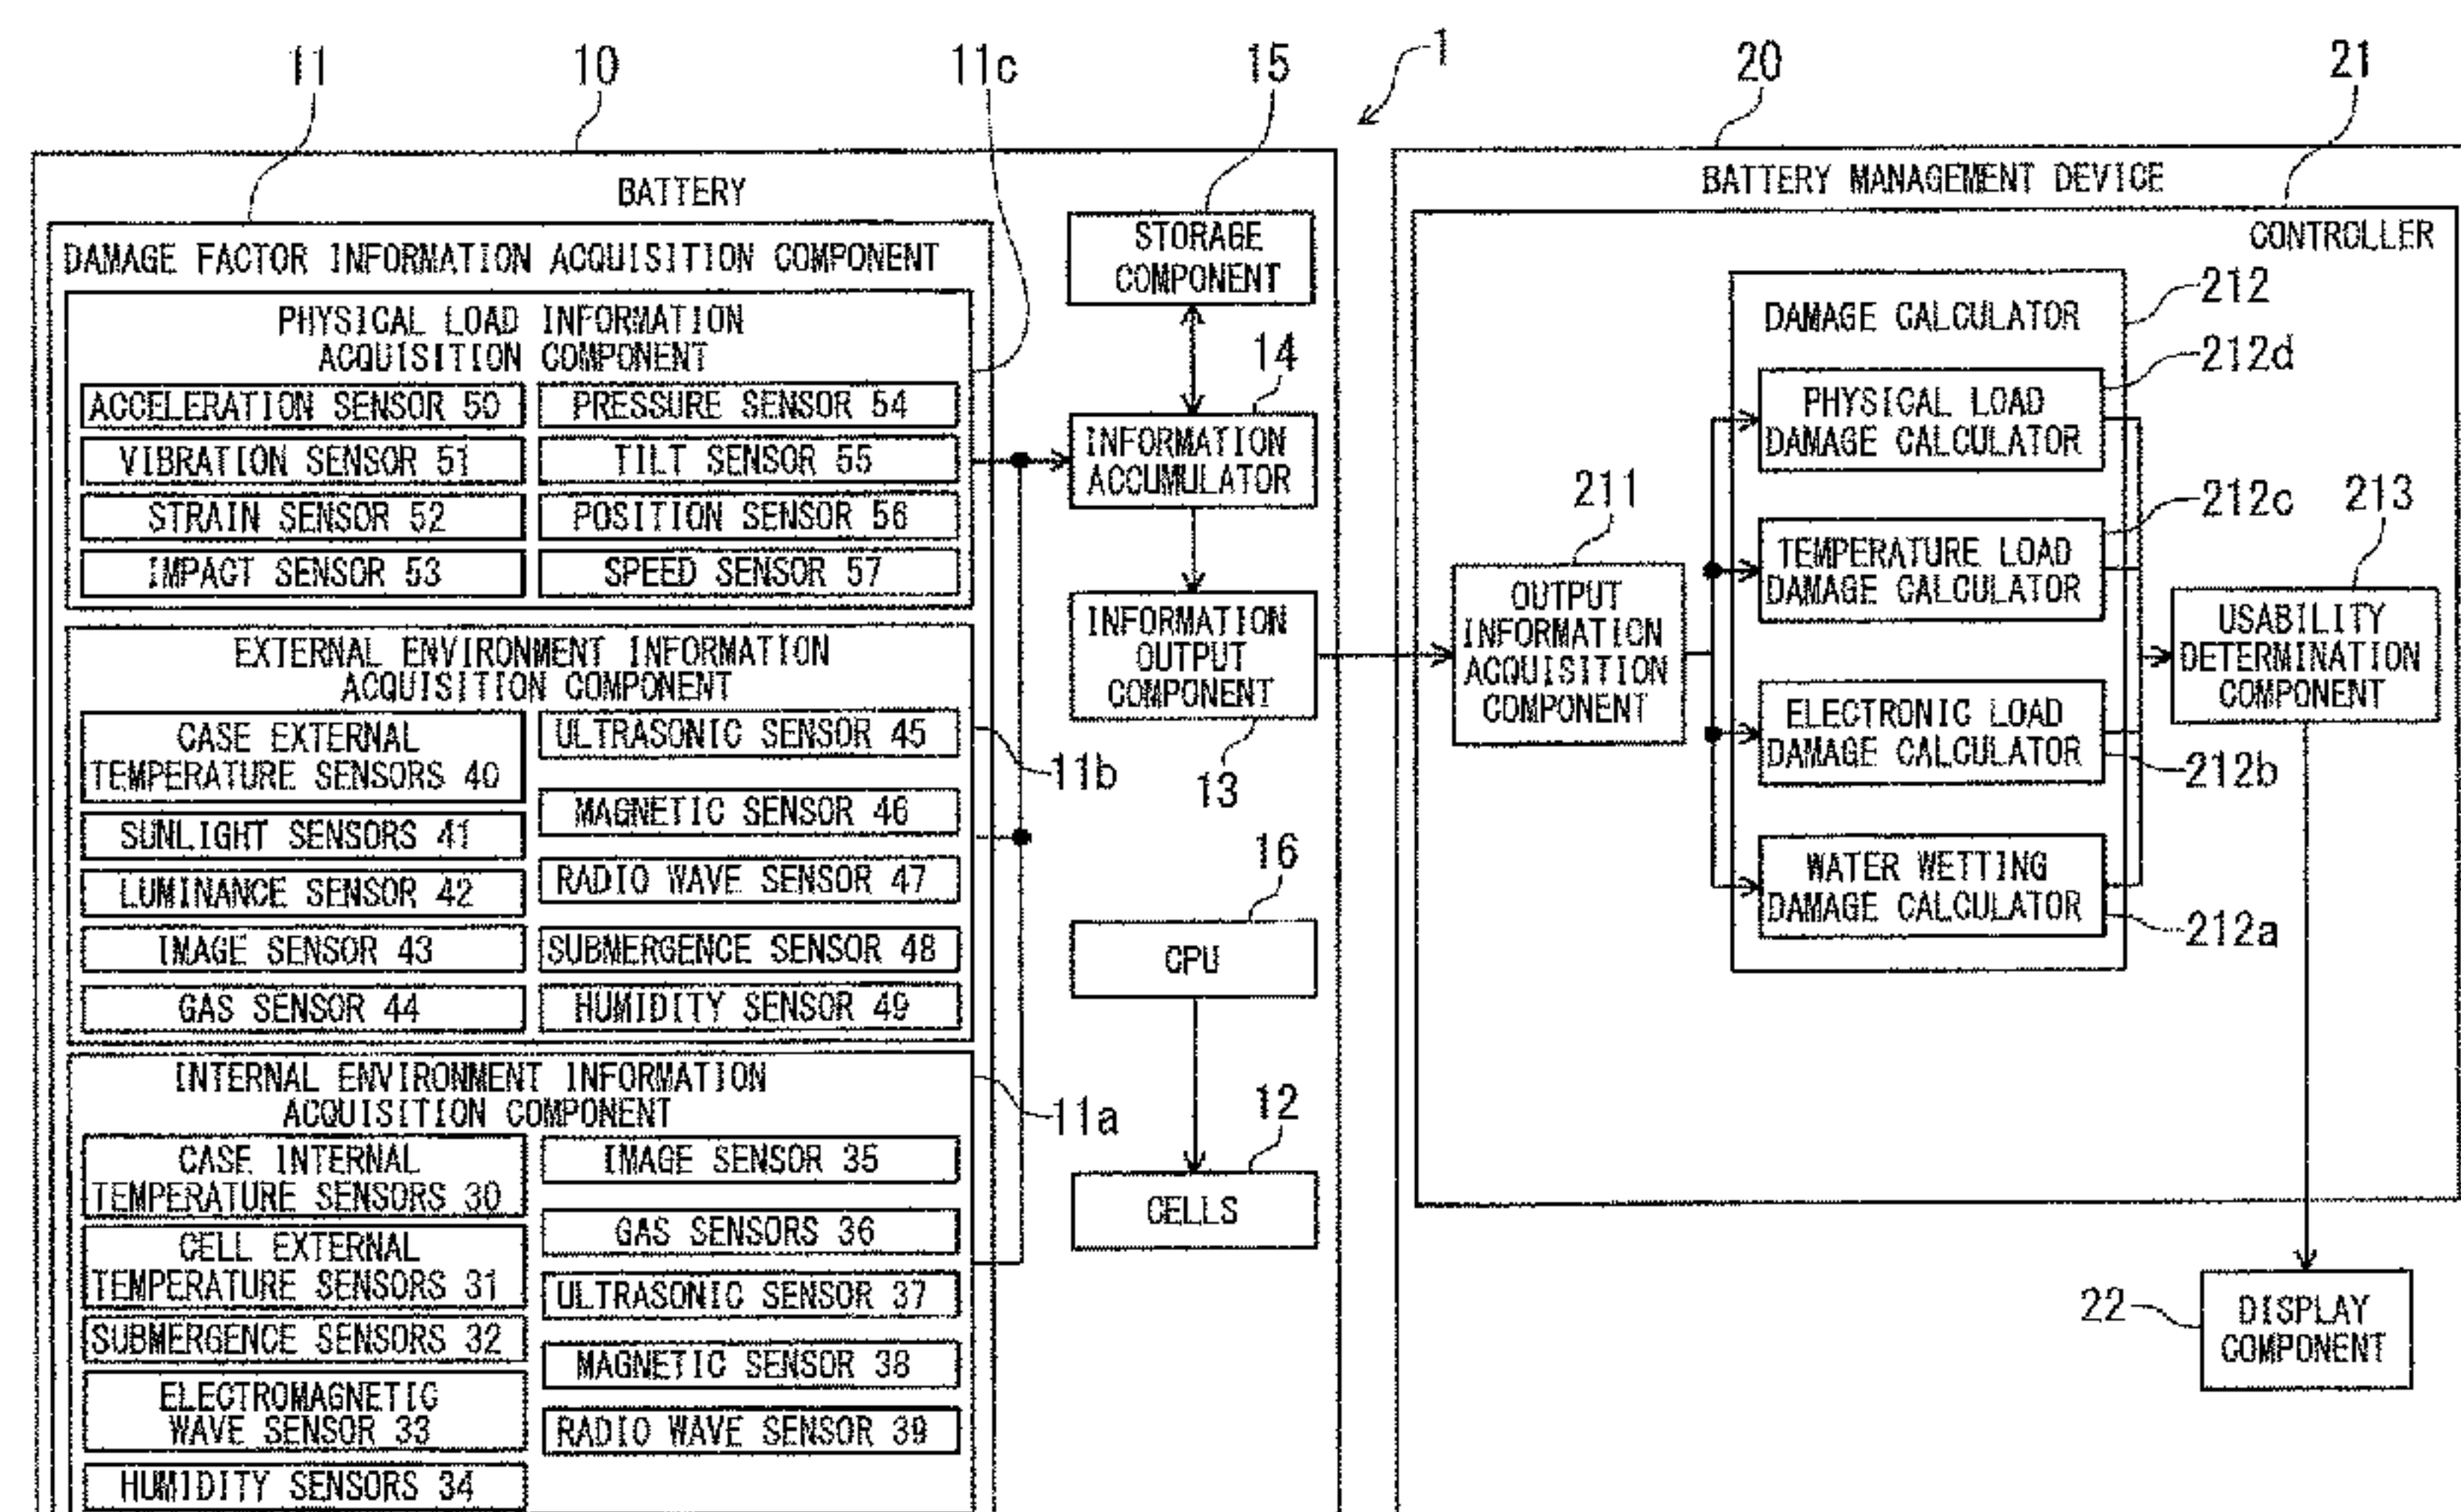 11
10
11c
15
1
20
21
BATTERY
DAMAGE FACTOR INFORMATION ACQUISITION COMPONENT
PHYSICAL LOAD INFORMATION
ACQUISITION COMPONENT
ACCELERATION SENSOR 50
VIBRATION SENSOR 51
STRAIN SENSOR 52
IMPACT SENSOR 53
PRESSURE SENSOR 54
TILT SENSOR 55
POSITION SENSOR 56
SPEED SENSOR 57
EXTERNAL ENVIRONMENT INFORMATION
ACQUISITION COMPONENT
CASE EXTERNAL
TEMPERATURE SENSORS 40
SUNLIGHT SENSORS 41
LUMINANCE SENSOR 42
IMAGE SENSOR 43
GAS SENSOR 44
ULTRASONIC SENSOR 45
MAGNETIC SENSOR 46
RADIO WAVE SENSOR 47
SUBMERGENCE SENSOR 48
HUMIDITY SENSOR 49
11b
INTERNAL ENVIRONMENT INFORMATION
ACQUISITION COMPONENT
11a
CASE INTERNAL
TEMPERATURE SENSORS 30
CELL EXTERNAL
TEMPERATURE SENSORS 31
SUBMERGENCE SENSORS 32
ELECTROMAGNETIC
WAVE SENSOR 33
HUMIDITY SENSORS 34
IMAGE SENSOR 35
GAS SENSORS 36
ULTRASONIC SENSOR 37
MAGNETIC SENSOR 38
RADIO WAVE SENSOR 39
STORAGE
COMPONENT
14
INFORMATION
ACCUMULATOR
INFORMATION
OUTPUT
COMPONENT
13
16
CPU
12
CELLS
BATTERY MANAGEMENT DEVICE
CONTROLLER
211
OUTPUT
INFORMATION
ACQUISITION
COMPONENT
DAMAGE CALCULATOR
212
PHYSICAL LOAD
DAMAGE CALCULATOR
212d
TEMPERATURE LOAD
DAMAGE CALCULATOR
212c
ELECTRONIC LOAD
DAMAGE CALCULATOR
212b
WATER WETTING
DAMAGE CALCULATOR
212a
213
USABILITY
DETERMINATION
COMPONENT
22
DISPLAY
COMPONENT